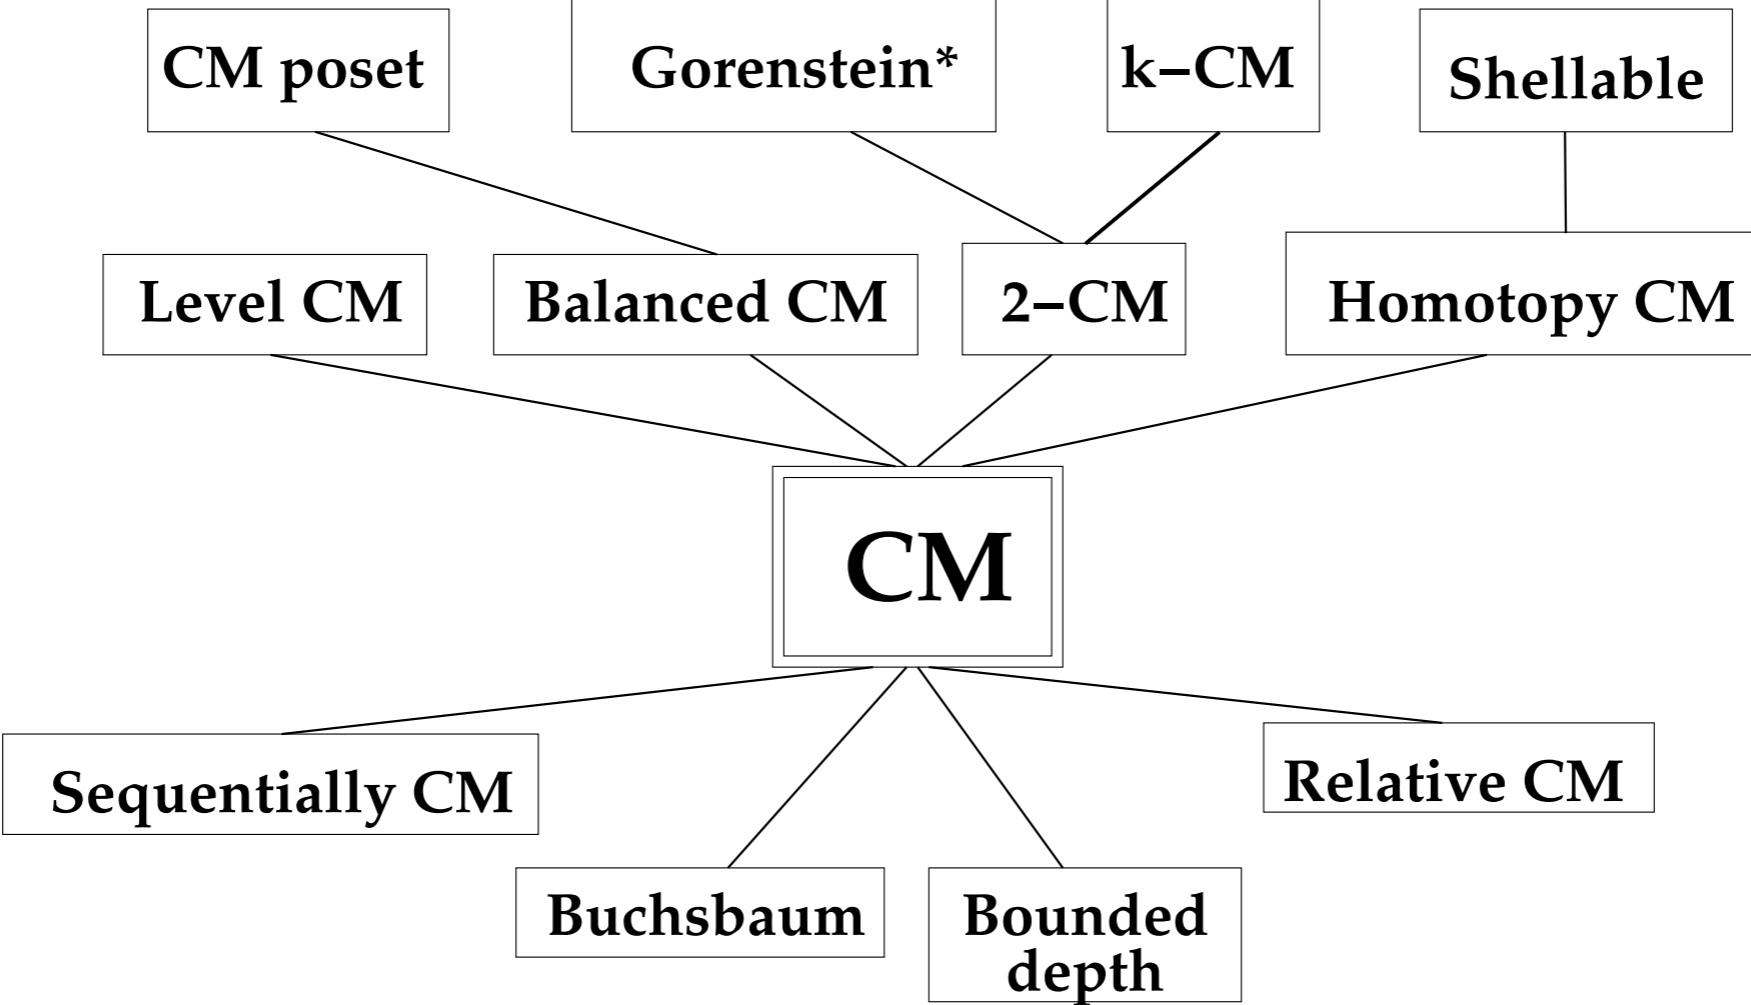 CM poset
Gorenstein*
k–CM
Shellable
Level CM
Balanced CM
2–CM
Homotopy CM
CM
Sequentially CM
Relative CM
Buchsbaum
Bounded
depth